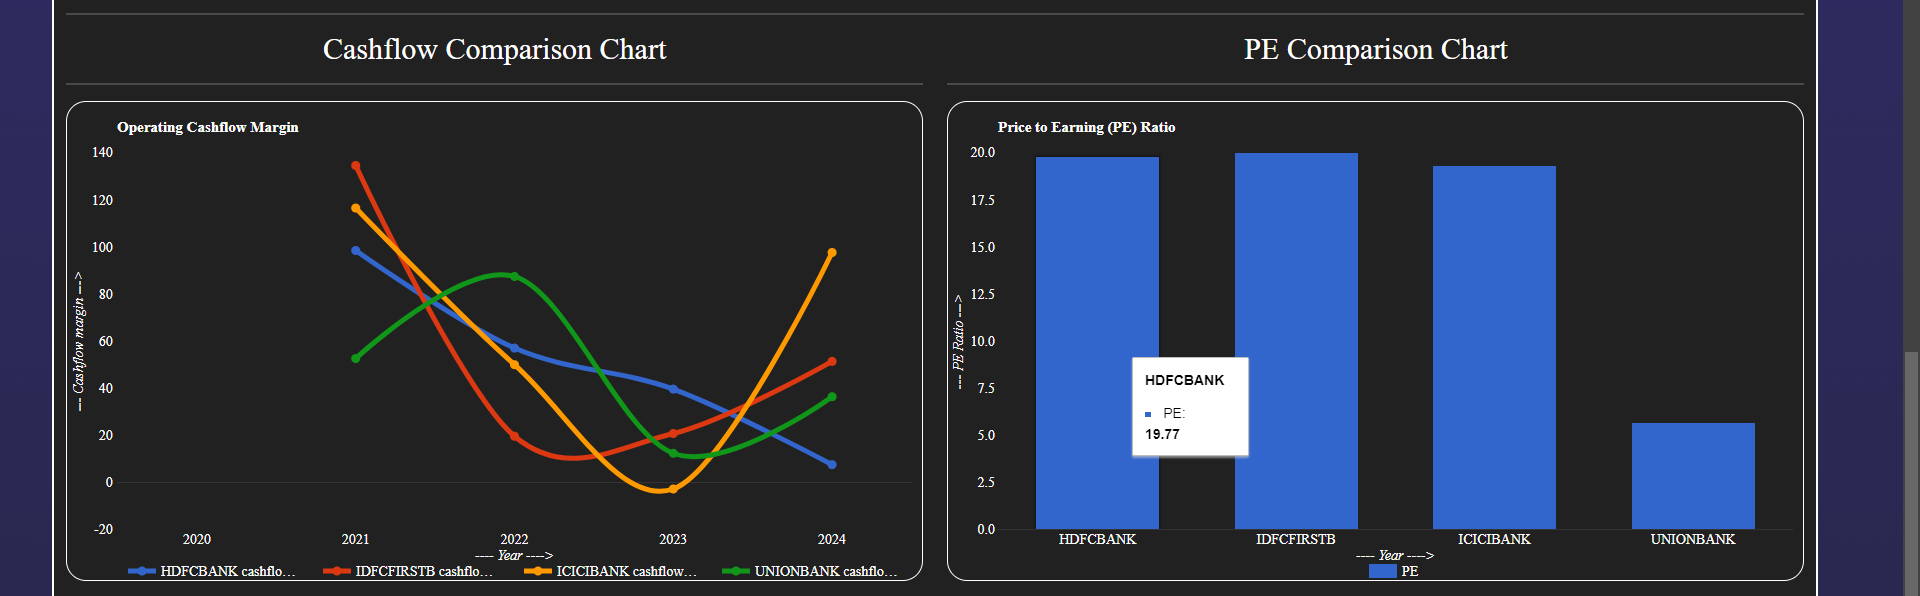 Cashflow Comparison Chart
PE Comparison Chart
Operating Cashflow Margin
140
120
100
80
60
40
20
0
-20
--- Cashflow margin --->
2020 2021 2022 2023 2024
---- Year ---->
HDFCBANK cashflo… IDFCFIRSTB cashflo… ICICIBANK cashflow… UNIONBANK cashflo…
Price to Earning (PE) Ratio
20.0
17.5
15.0
12.5
10.0
7.5
5.0
2.5
0.0
--- PE Ratio --->
HDFCBANK
PE:
19.77
HDFCBANK IDFCFIRSTB ICICIBANK UNIONBANK
---- Year ---->
PE